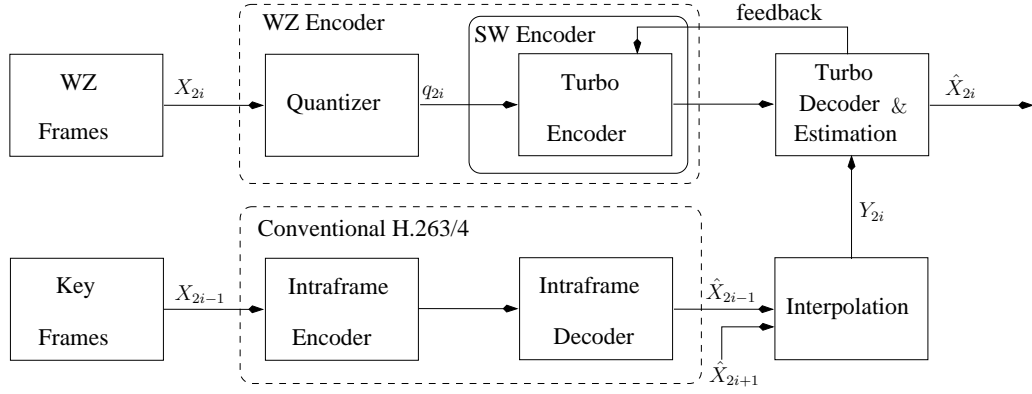 feedback
WZ Encoder
SW Encoder
WZ
Frames
X_{2i}
Quantizer
q_{2i}
Turbo
Encoder
Turbo
Decoder &
Estimation
\hat{X}_{2i}
Y_{2i}
Conventional H.263/4
Key
Frames
X_{2i−1}
Intraframe
Encoder
Intraframe
Decoder
\hat{X}_{2i−1}
Interpolation
\hat{X}_{2i+1}